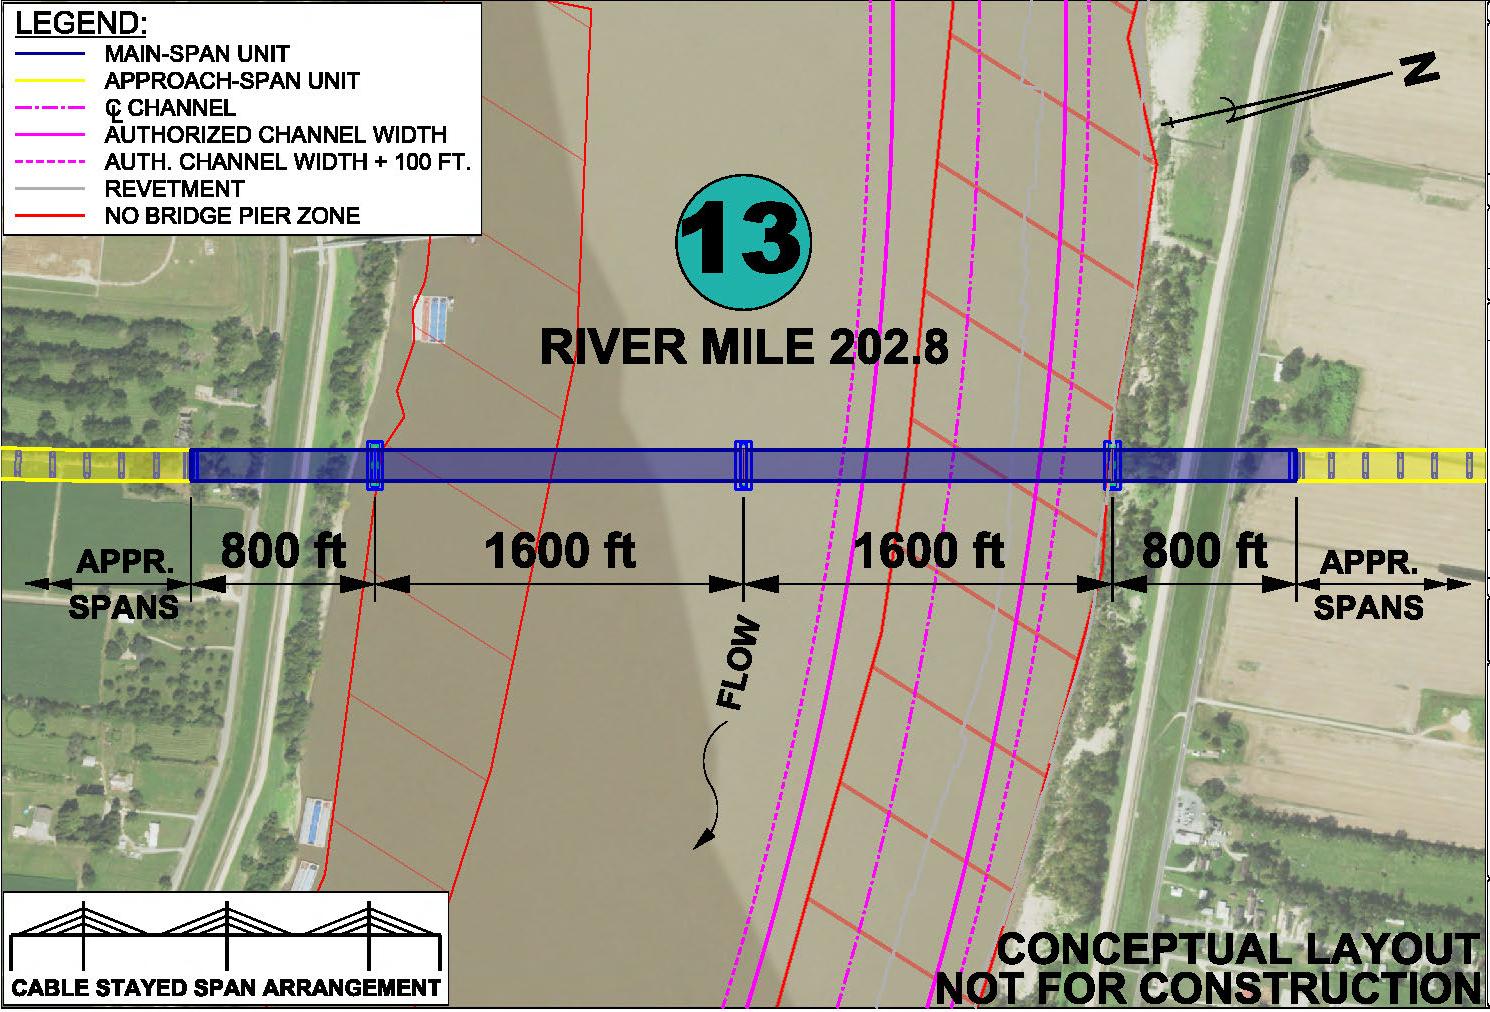 LEGEND:
MAIN-SPAN UNIT
APPROACH-SPAN UNIT
℄ CHANNEL
AUTHORIZED CHANNEL WIDTH
AUTH. CHANNEL WIDTH + 100 FT.
REVETMENT
NO BRIDGE PIER ZONE
N
13
RIVER MILE 202.8
APPR.
SPANS
800 ft
1600 ft
1600 ft
800 ft
APPR.
SPANS
FLOW
CABLE STAYED SPAN ARRANGEMENT
CONCEPTUAL LAYOUT
NOT FOR CONSTRUCTION